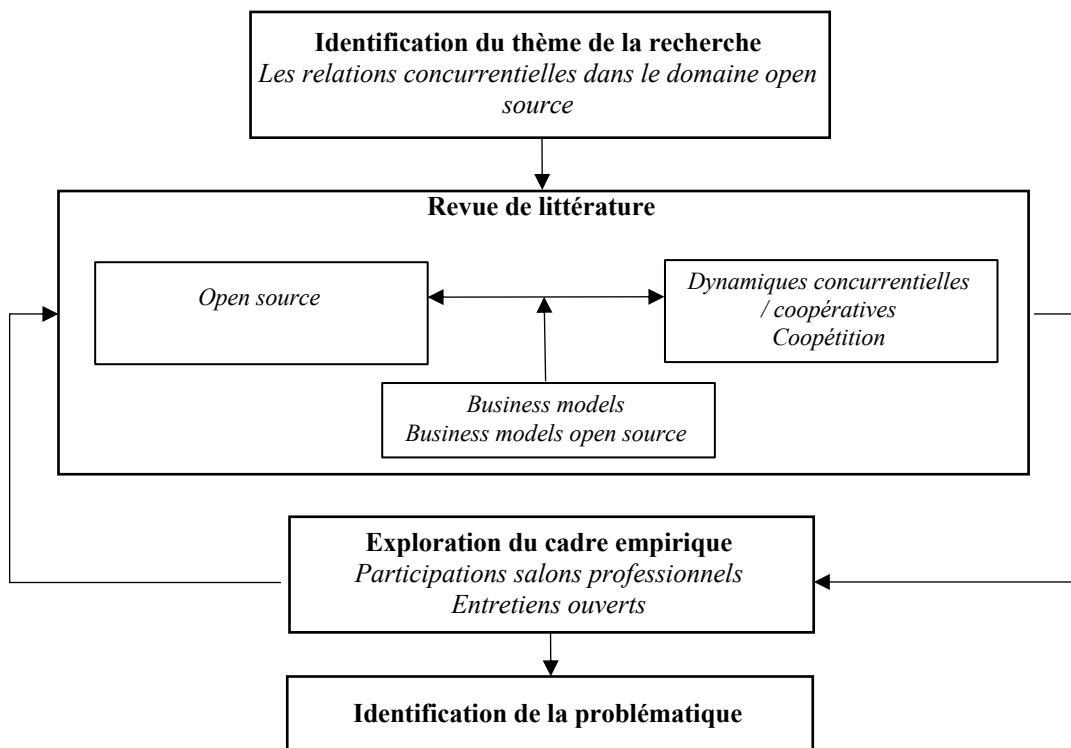 Identification du thème de la recherche
Les relations concurrentielles dans le domaine open
source
Revue de littérature
Open source
Dynamiques concurrentielles
/ coopératives
Coopétition
Business models
Business models open source
Exploration du cadre empirique
Participations salons professionnels
Entretiens ouverts
Identification de la problématique